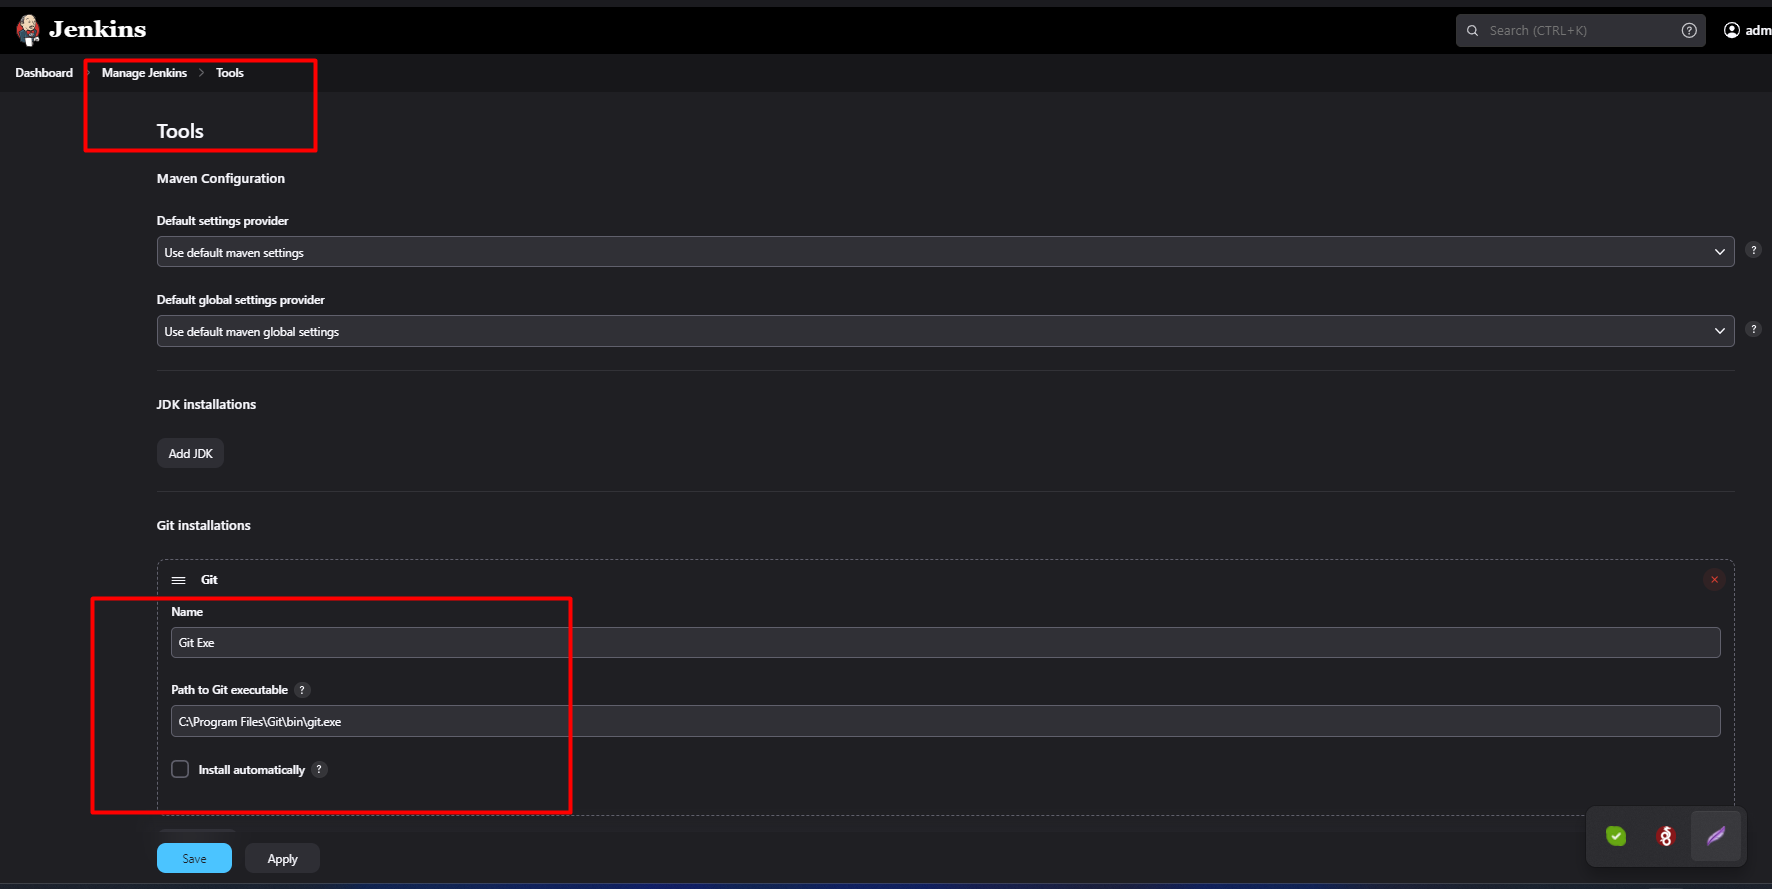 Jenkins
Search (CTRL+K) ?
adm
Dashboard > Manage Jenkins > Tools
Tools
Maven Configuration
Default settings provider
Use default maven settings
?
Default global settings provider
Use default maven global settings
?
JDK installations
Add JDK
Git installations
Git
Name
Git Exe
Path to Git executable ?
C:\Program Files\Git\bin\git.exe
Install automatically ?
Save
Apply